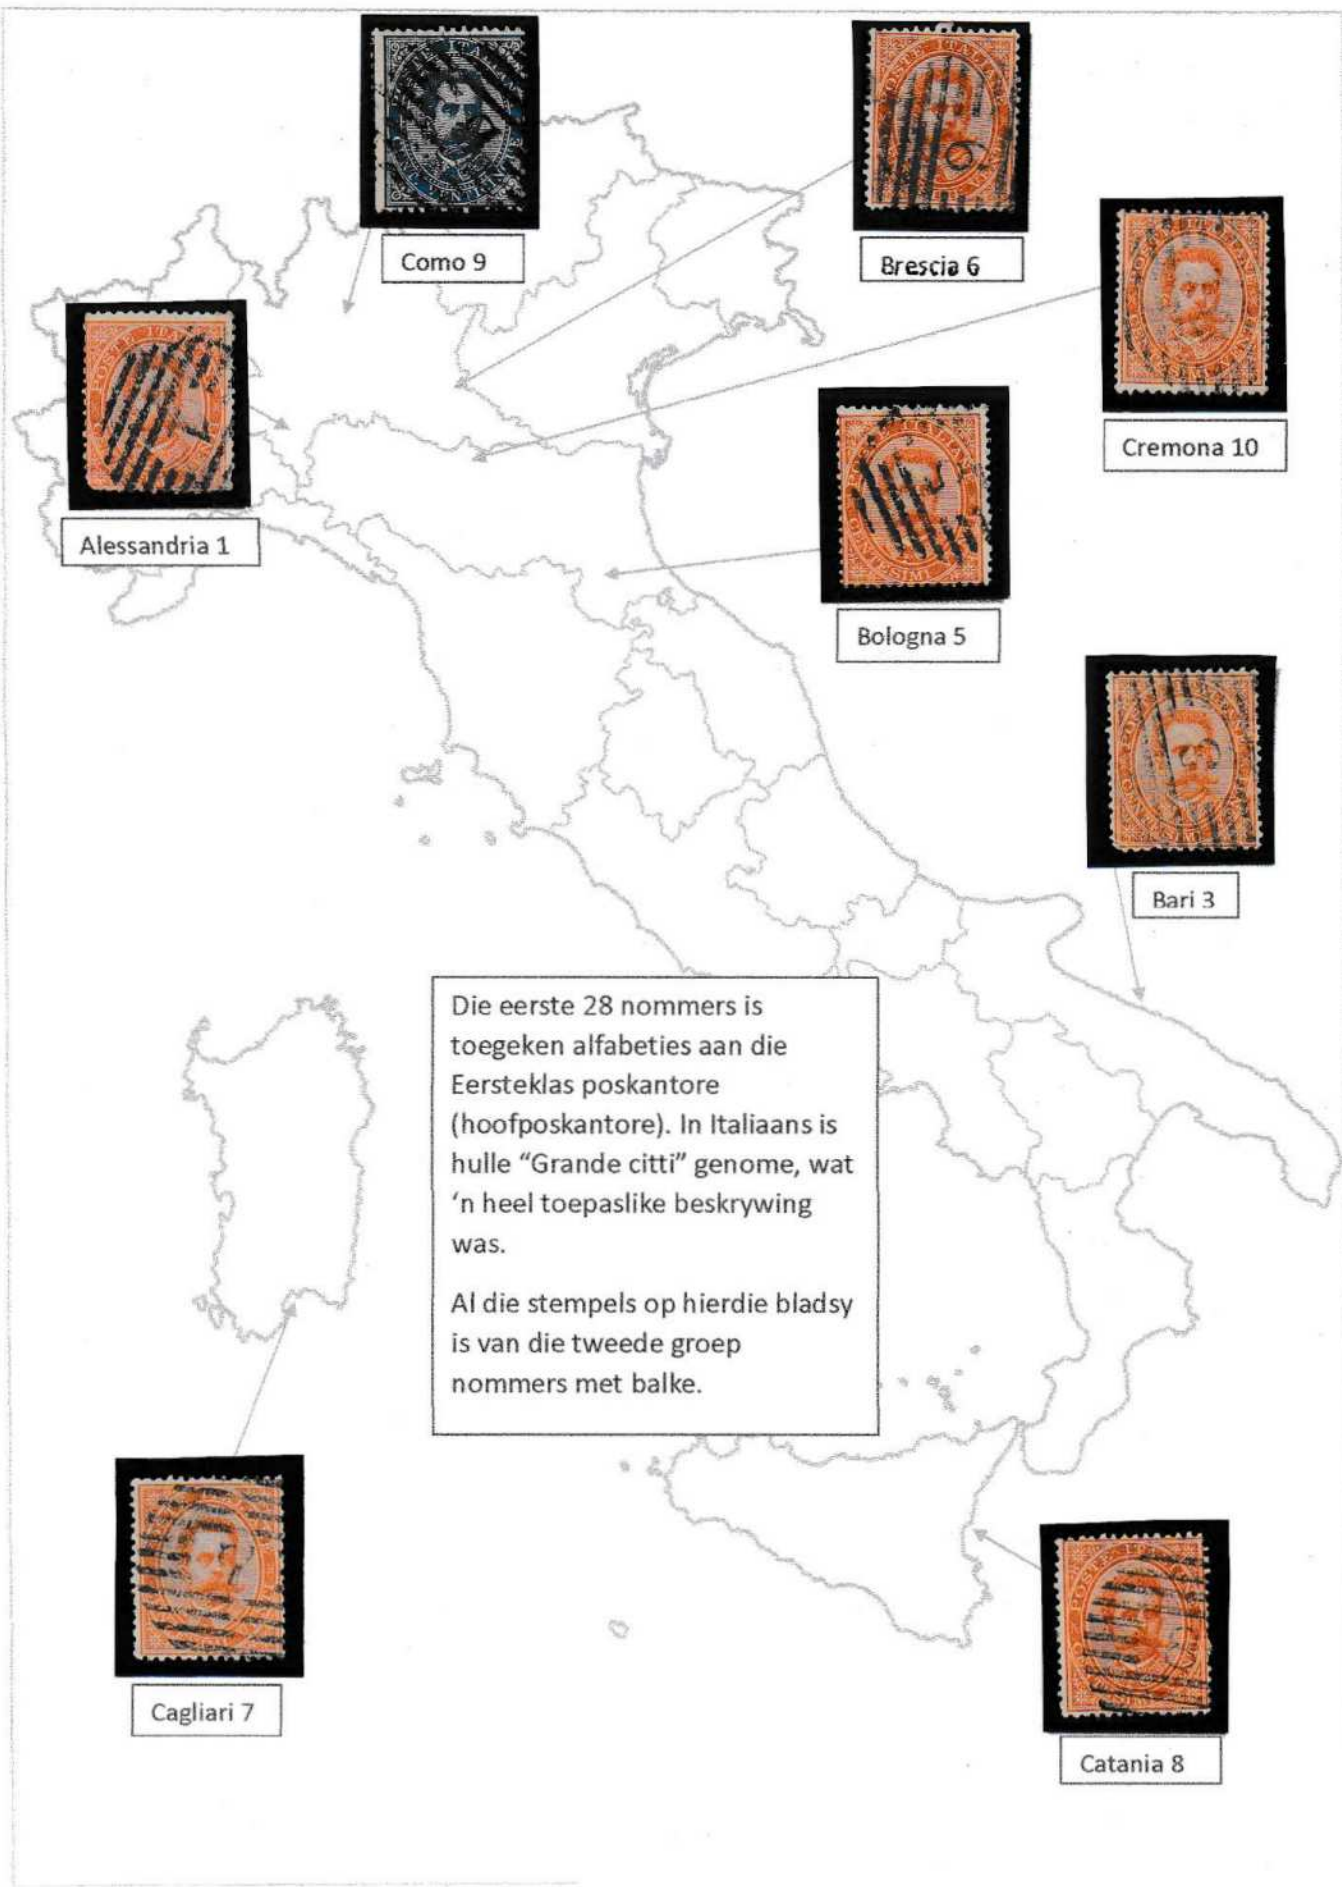 Como 9
Brescia 6
Cremona 10
Alessandria 1
Bologna 5
Bari 3
Die eerste 28 nommers is
toegeken alfabeties aan die
Eersteklas poskantore
(hoofposkantore). In Italiaans is
hulle “Grande citti” genome, wat
‘n heel toepaslike beskrywing
was.
Al die stempels op hierdie bladsy
is van die tweede groep
nommers met balke.
Cagliari 7
Catania 8